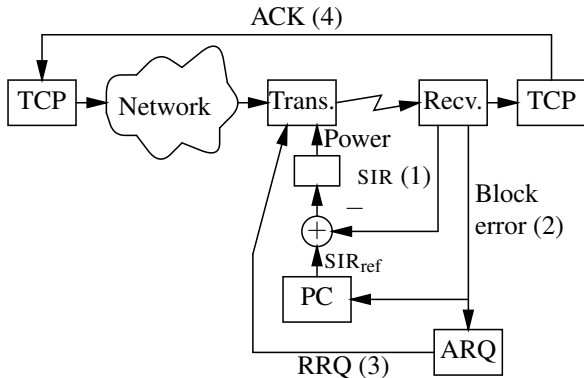 ACK (4)
TCP
Network
Trans.
Recv.
TCP
Power
SIR (1)
−
+
Block
error (2)
SIRref
PC
RRQ (3)
ARQ